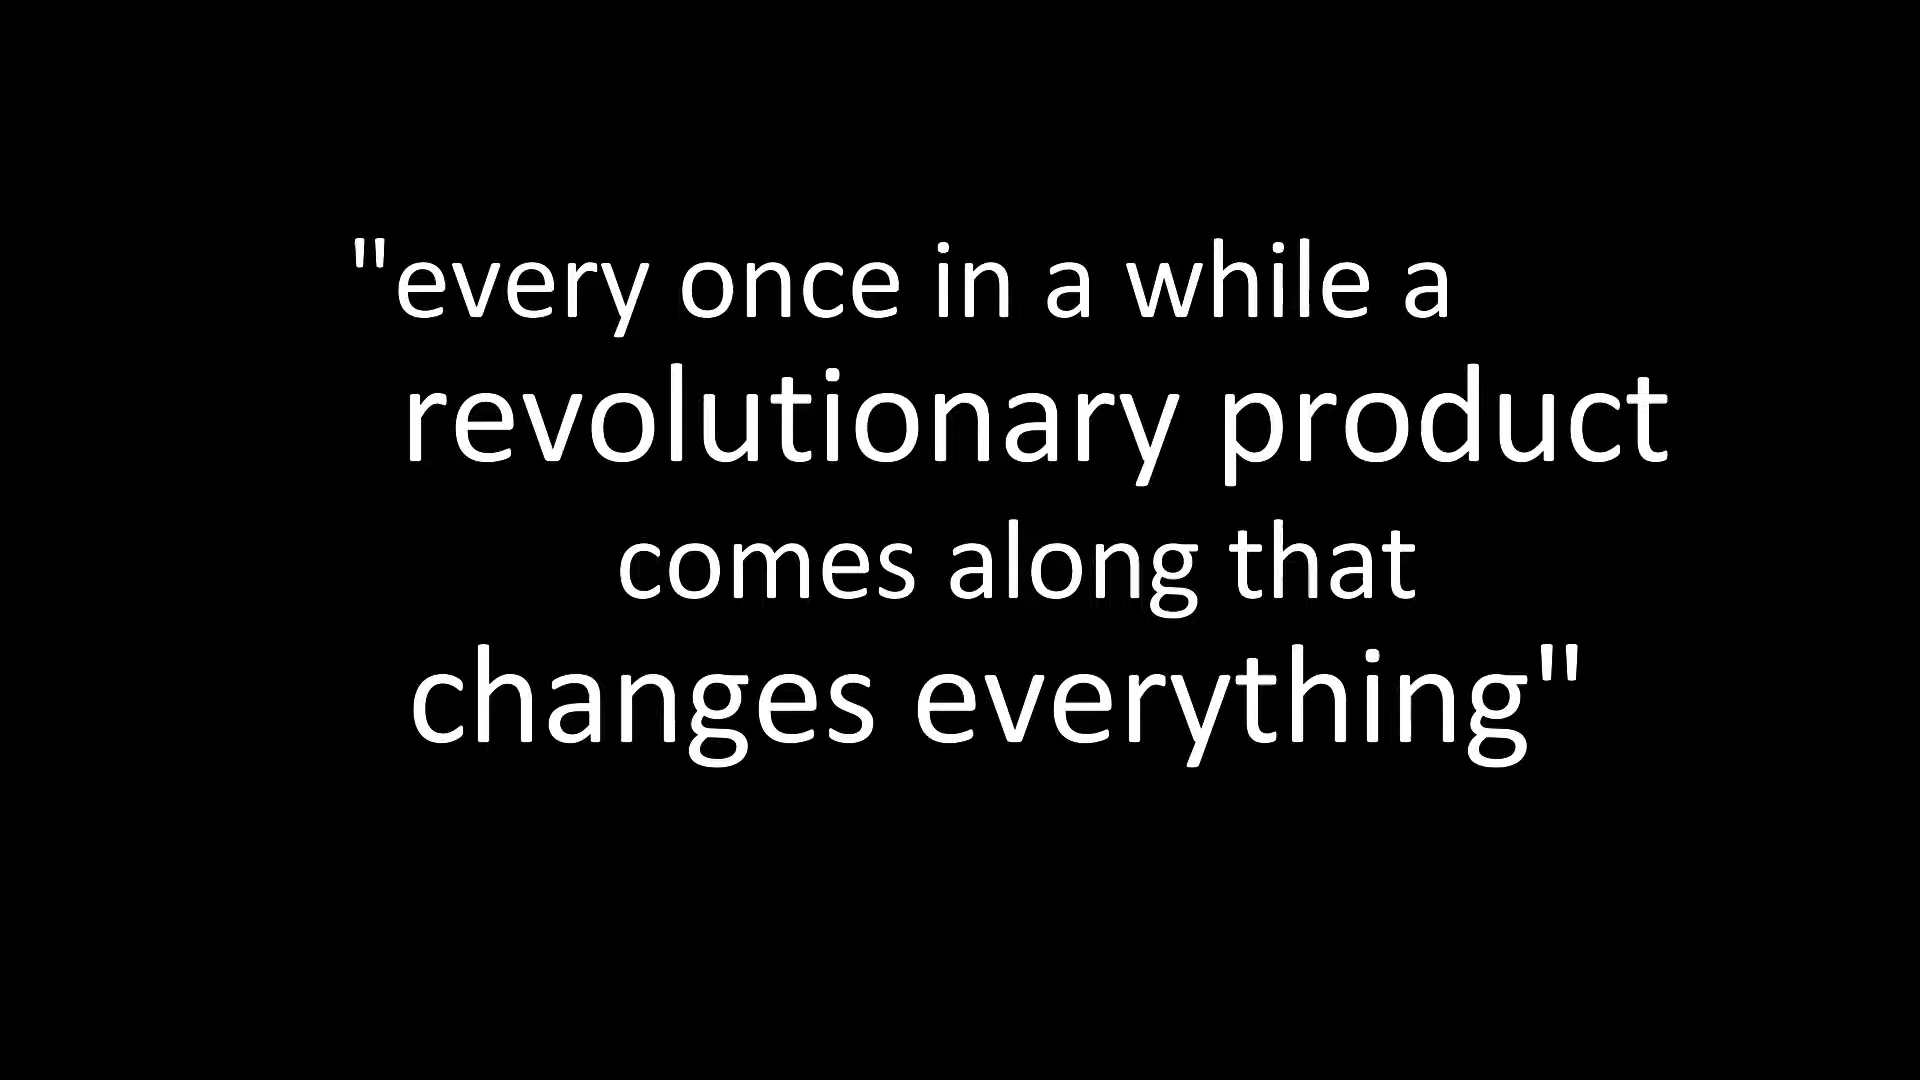 "every once in a while a
revolutionary product
comes along that
changes everything"